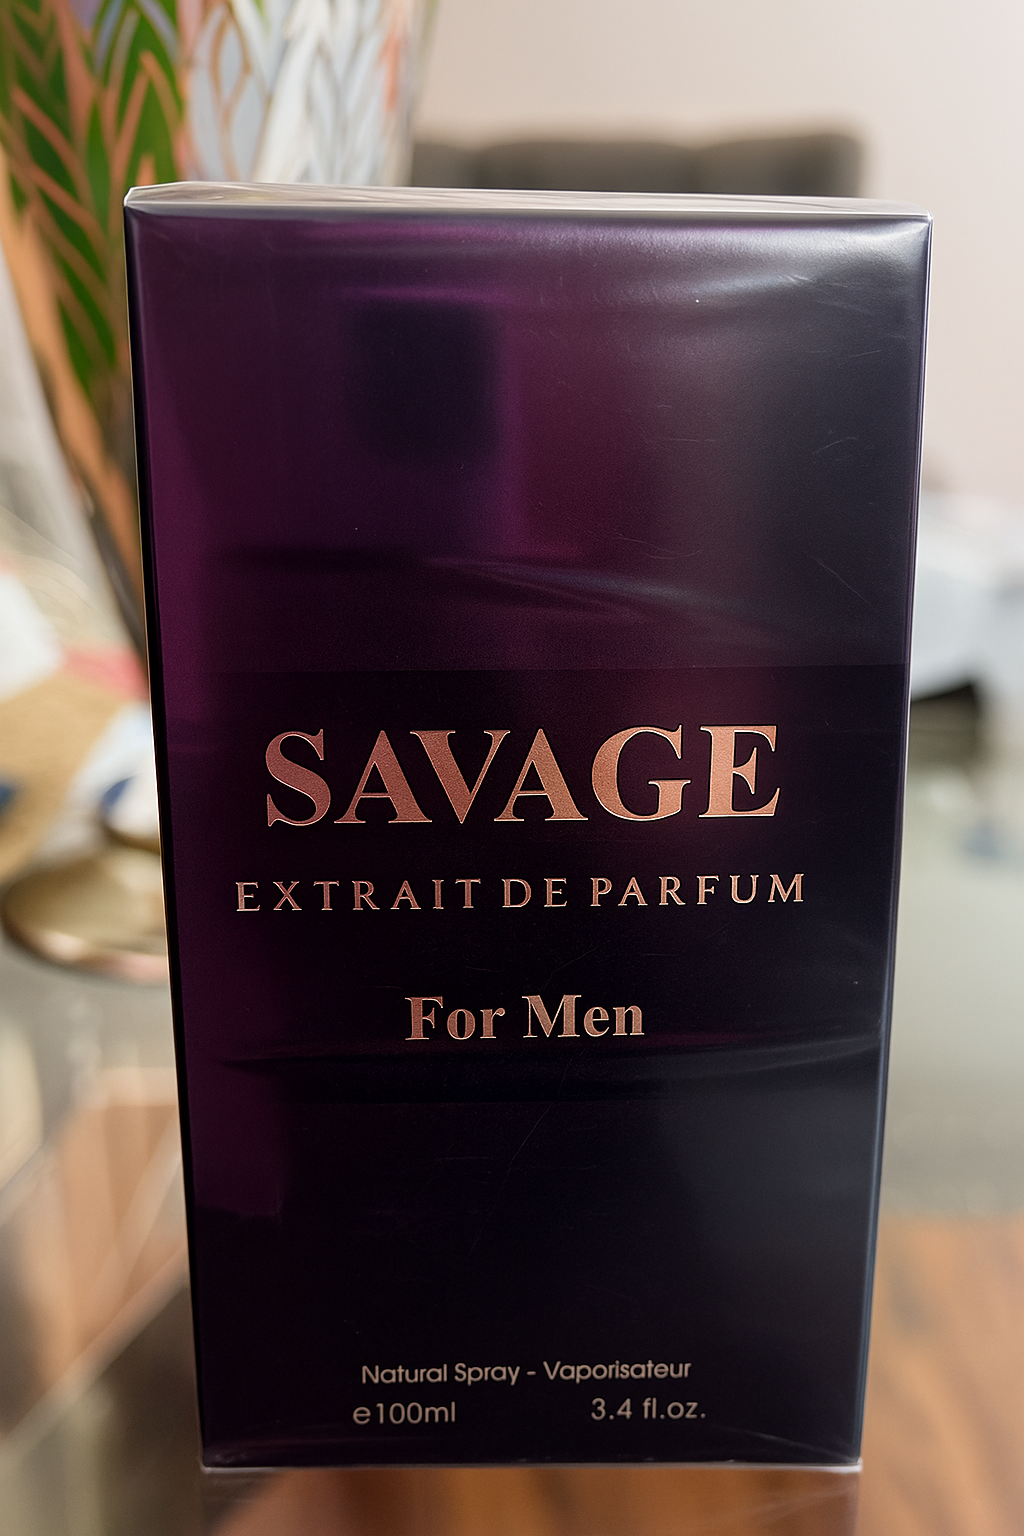 SAVAGE
EXTRAIT DE PARFUM
For Men
Natural Spray - Vaporisateur
e100ml 3.4 fl.oz.